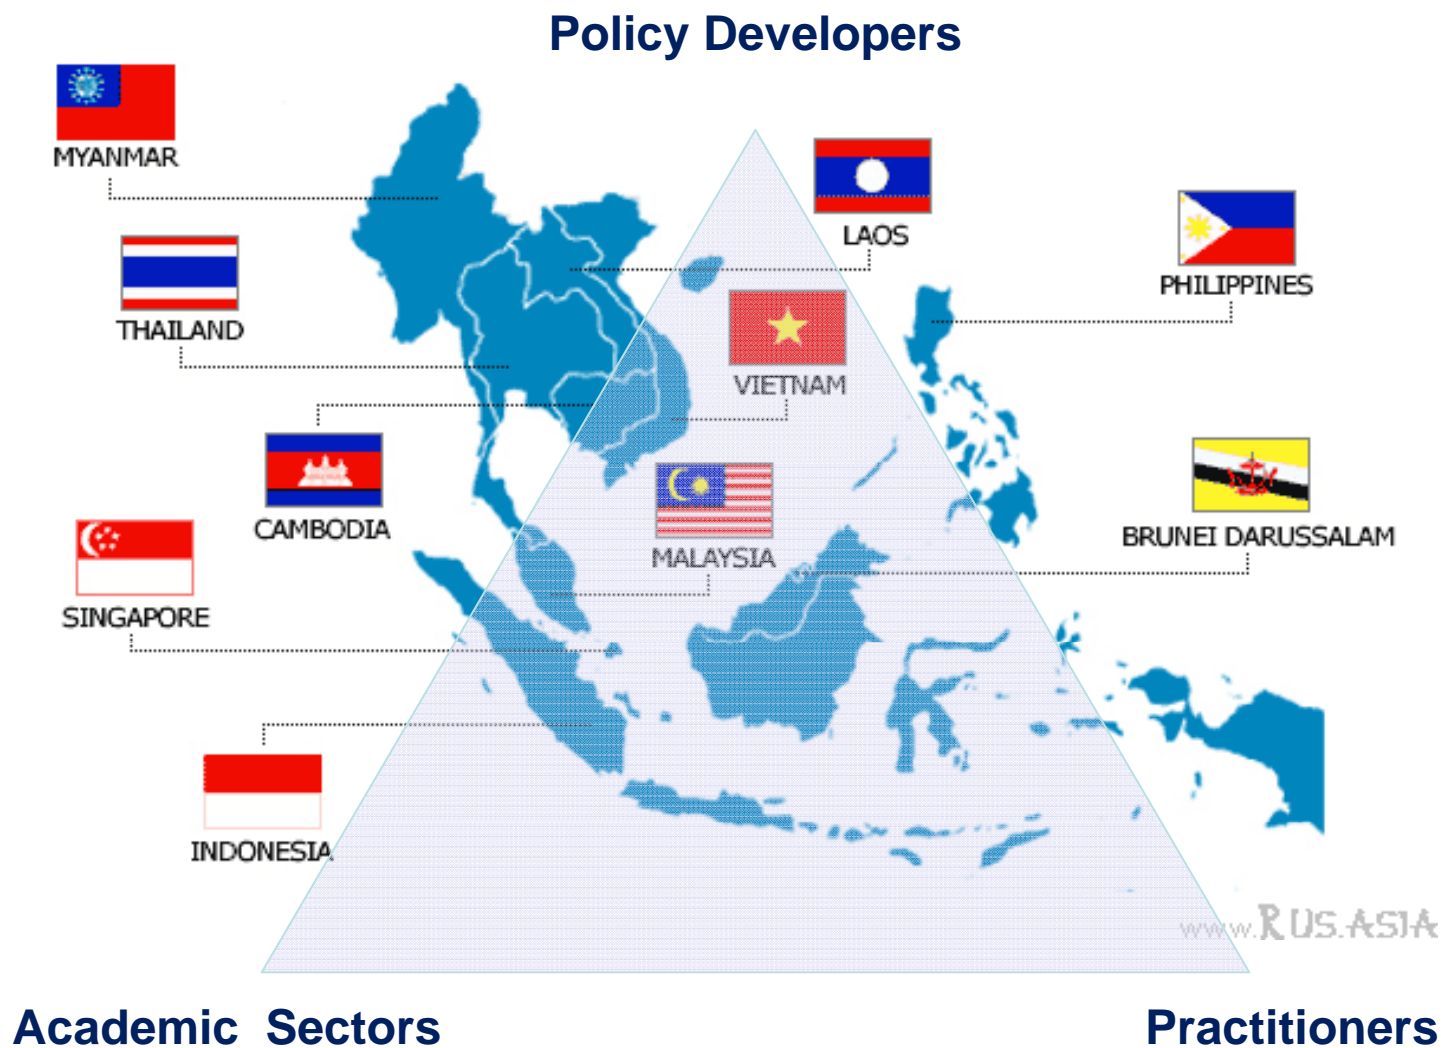 Policy Developers
MYANMAR
LAOS
PHILIPPINES
THAILAND
VIETNAM
CAMBODIA
BRUNEI DARUSSALAM
MALAYSIA
SINGAPORE
INDONESIA
www.RUS.ASIA
Academic Sectors
Practitioners